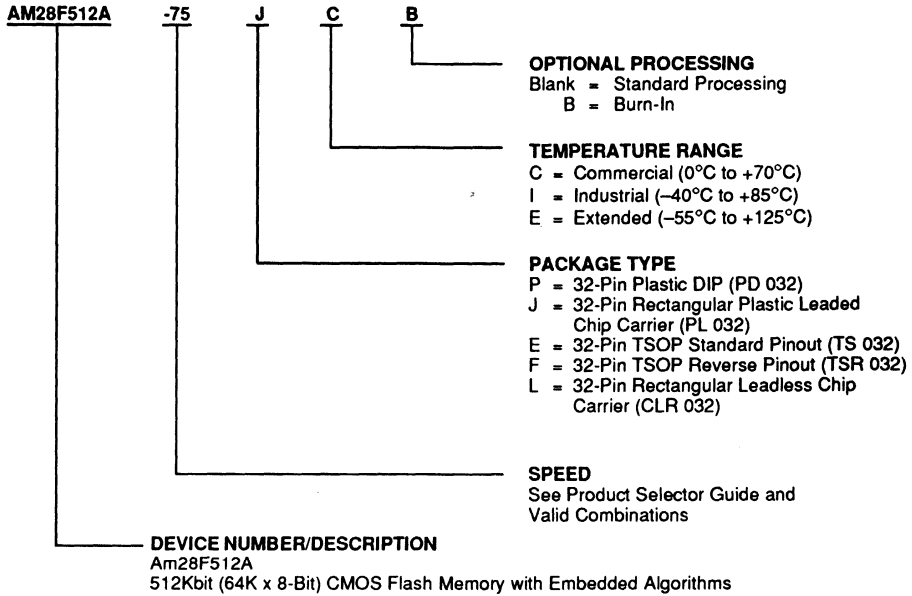 AM28F512A -75 J C B
OPTIONAL PROCESSING
Blank = Standard Processing
B = Burn-In
TEMPERATURE RANGE
C = Commercial (0°C to +70°C)
I = Industrial (–40°C to +85°C)
E = Extended (–55°C to +125°C)
PACKAGE TYPE
P = 32-Pin Plastic DIP (PD 032)
J = 32-Pin Rectangular Plastic Leaded
Chip Carrier (PL 032)
E = 32-Pin TSOP Standard Pinout (TS 032)
F = 32-Pin TSOP Reverse Pinout (TSR 032)
L = 32-Pin Rectangular Leadless Chip
Carrier (CLR 032)
SPEED
See Product Selector Guide and
Valid Combinations
DEVICE NUMBER/DESCRIPTION
Am28F512A
512Kbit (64K x 8-Bit) CMOS Flash Memory with Embedded Algorithms